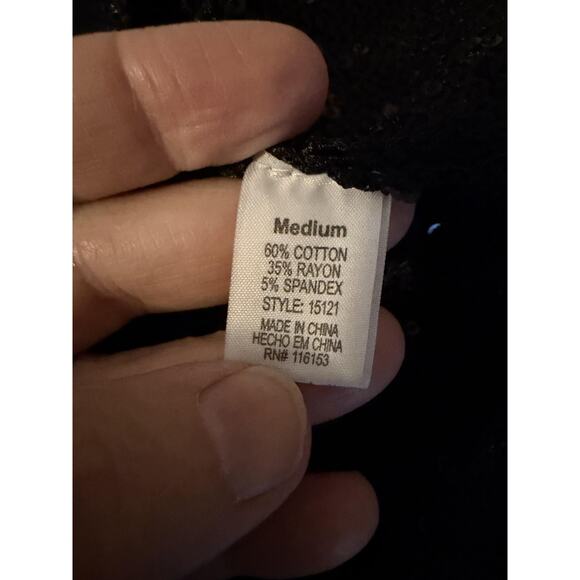 Medium
60% COTTON
35% RAYON
5% SPANDEX
STYLE: 15121
MADE IN CHINA
HECHO EM CHINA
RN# 116153